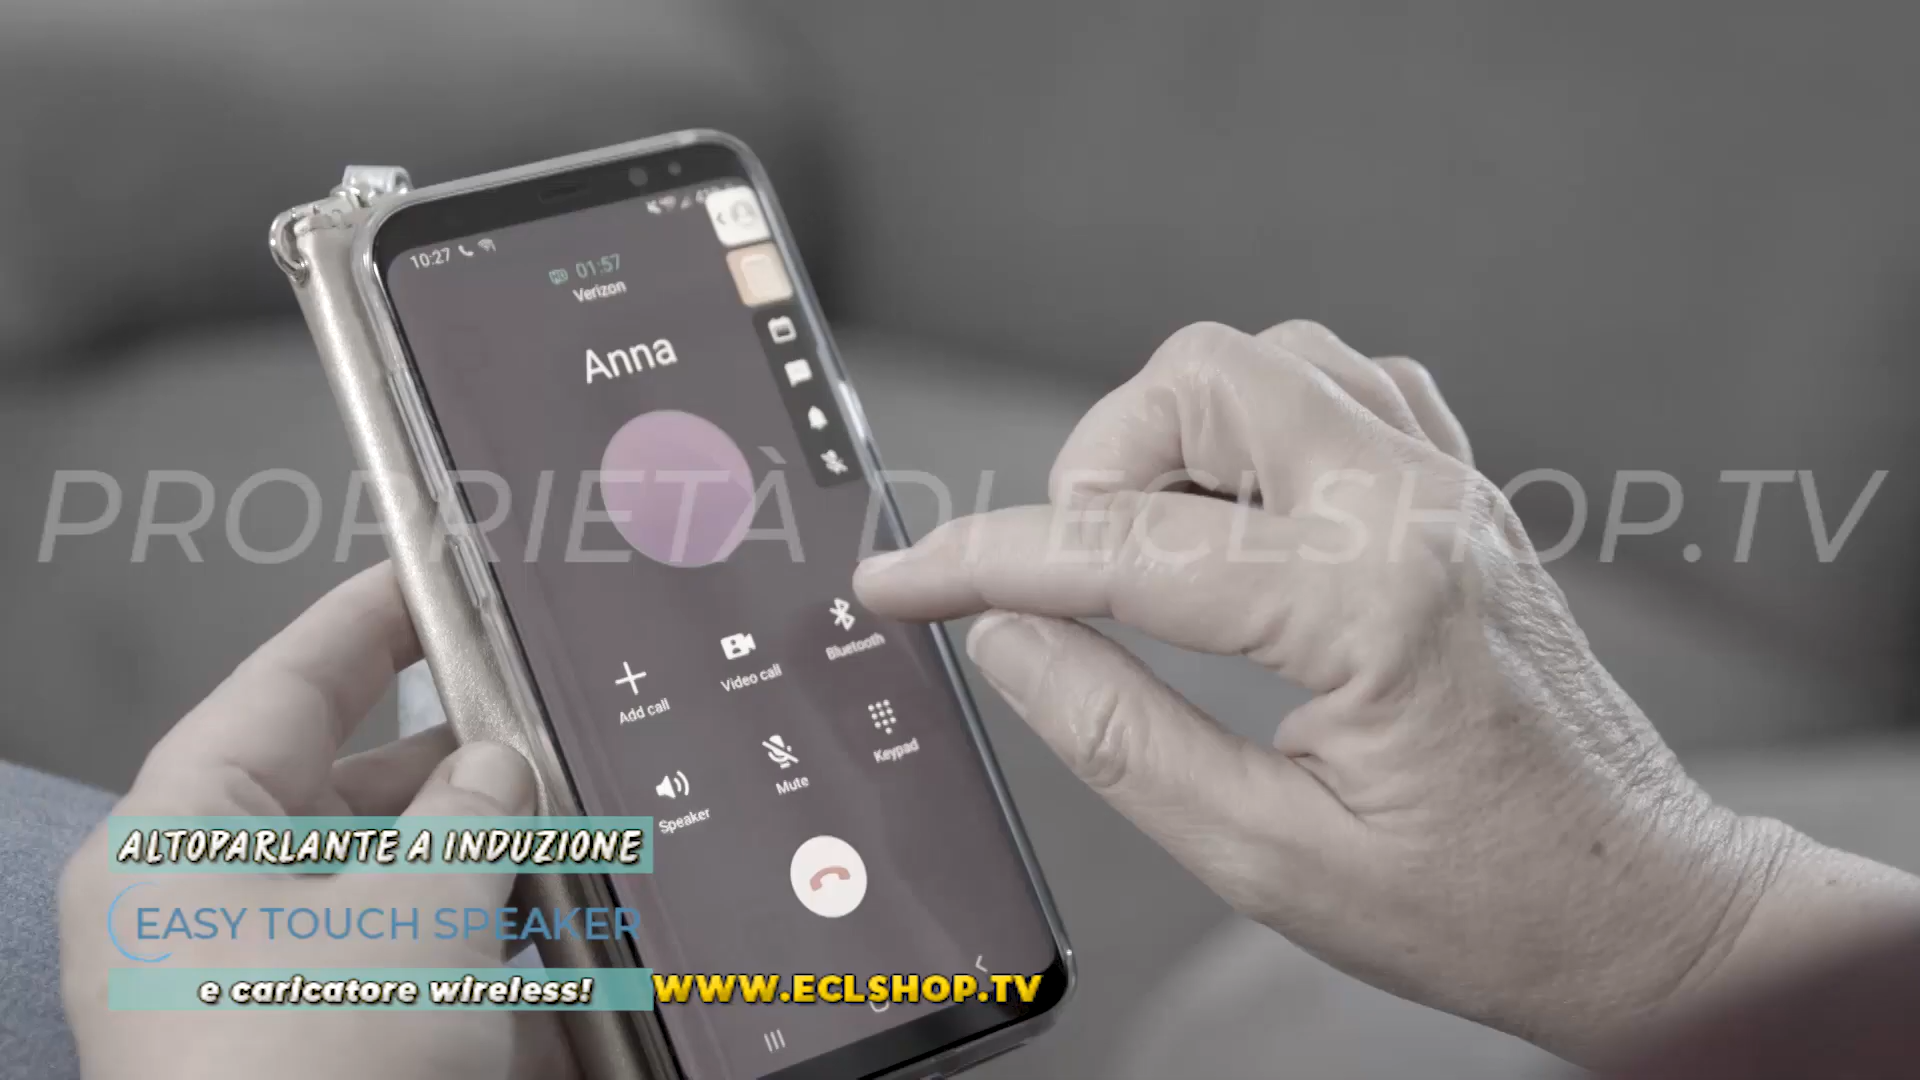 10:27
HD 01:57
Verizon
Anna
PROPRIETÀ DI ECLSHOP.TV
Add call
Video call
Bluetooth
Speaker
Mute
Keypad
ALTOPARLANTE A INDUZIONE
EASY TOUCH SPEAKER
e caricatore wireless!
WWW.ECLSHOP.TV